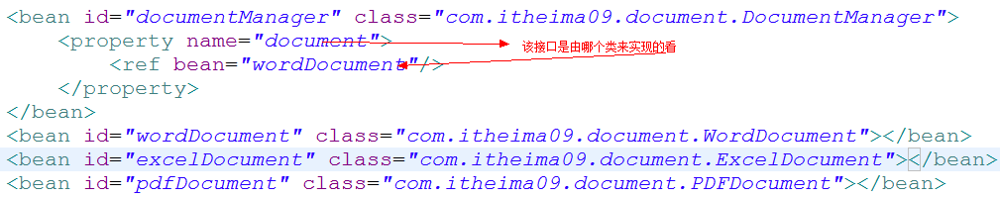 <bean id="documentManager" class="com.itheima09.document.DocumentManager">
<property name="document">
该接口是由哪个类来实现的看
<ref bean="wordDocument"/>
</property>
</bean>
<bean id="wordDocument" class="com.itheima09.document.WordDocument"></bean>
<bean id="excelDocument" class="com.itheima09.document.ExcelDocument"></bean>
<bean id="pdfDocument" class="com.itheima09.document.PDFDocument"></bean>